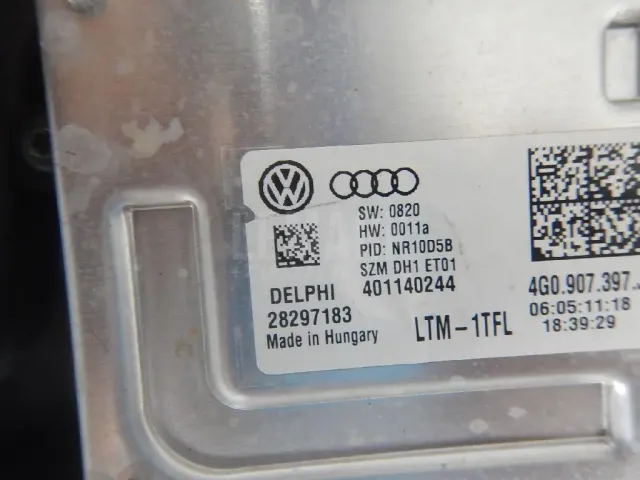 SW: 0820
HW: 0011a
PID: NR10D5B
SZM DH1 ET01
DELPHI 401140244
28297183
Made in Hungary
LTM-1TFL
4G0.907.397.
06:05:11:18
18:39:29